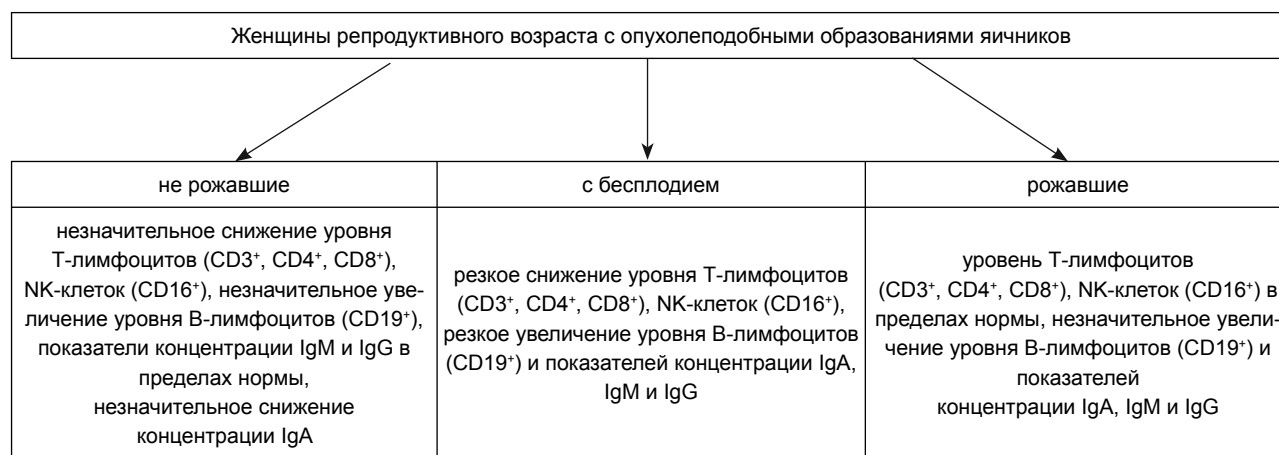 Женщины репродуктивного возраста с опухолеподобными образованиями яичников
не рожавшие
с бесплодием
рожавшие
незначительное снижение уровня
Т-лимфоцитов (CD3⁺, CD4⁺, CD8⁺),
NK-клеток (CD16⁺), незначительное уве-
личение уровня В-лимфоцитов (CD19⁺),
показатели концентрации IgM и IgG в
пределах нормы,
незначительное снижение
концентрации IgA
резкое снижение уровня Т-лимфоцитов
(CD3⁺, CD4⁺, CD8⁺), NK-клеток (CD16⁺),
резкое увеличение уровня В-лимфоцитов
(CD19⁺) и показателей концентрации IgA,
IgM и IgG
уровень Т-лимфоцитов
(CD3⁺, CD4⁺, CD8⁺), NK-клеток (CD16⁺) в
пределах нормы, незначительное увели-
чение уровня В-лимфоцитов (CD19⁺) и
показателей
концентрации IgA, IgM и IgG